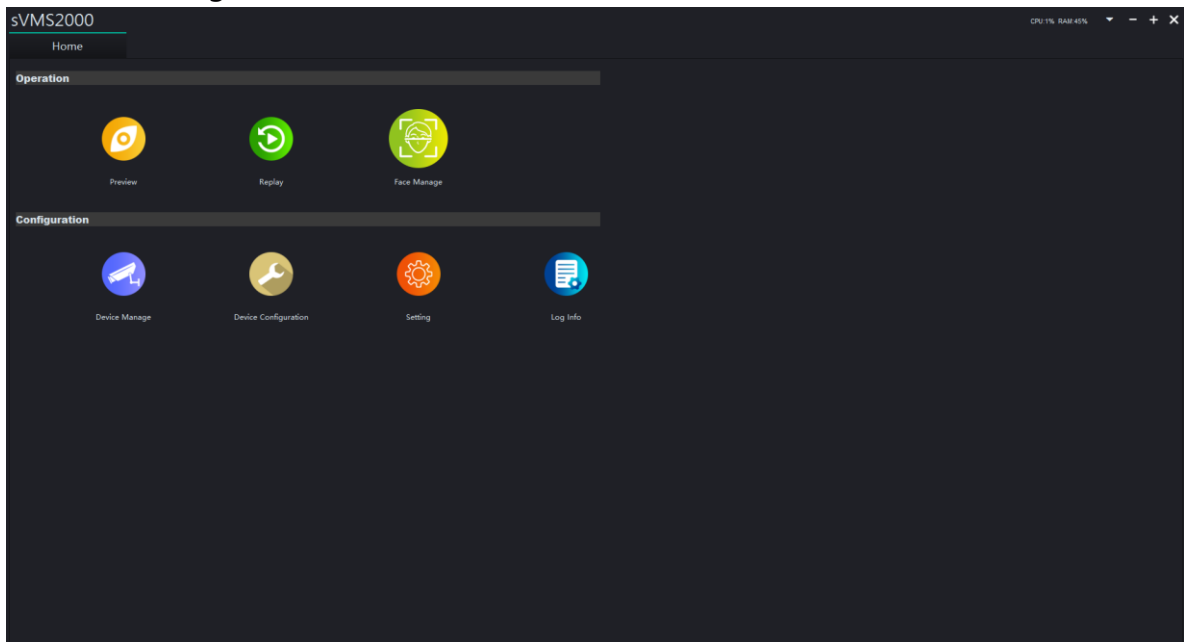 sVMS2000
CPU:1% RAM:45%
Home
Operation
Preview
Replay
Face Manage
Configuration
Device Manage
Device Configuration
Setting
Log Info